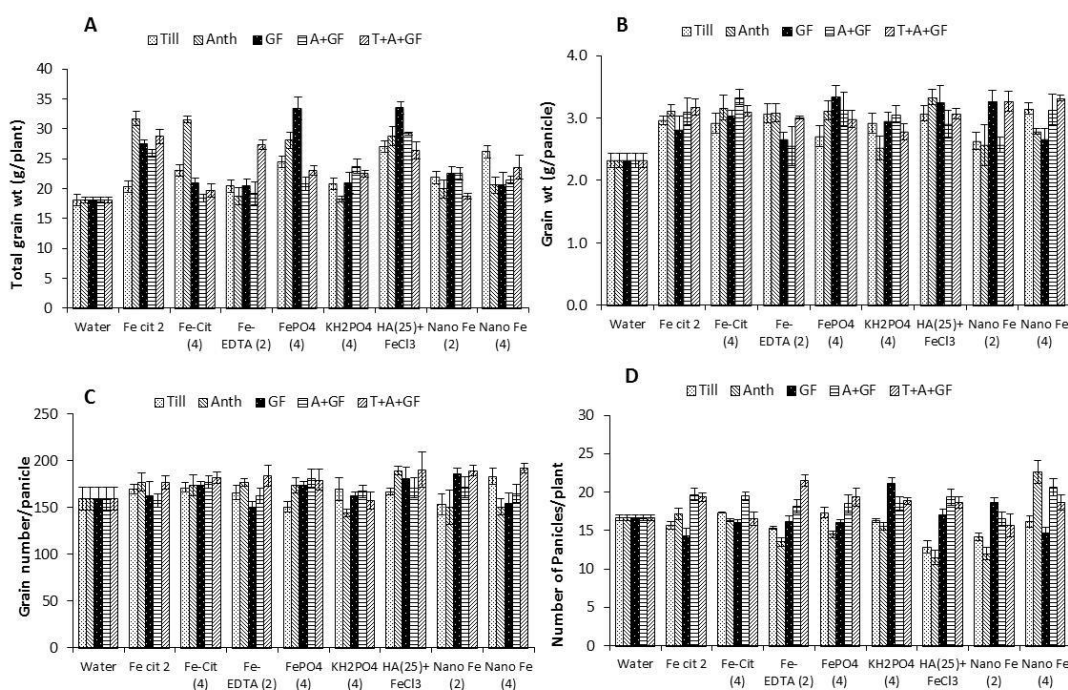 A
Till Anth GF A+GF T+A+GF
Total grain wt (g/plant)
40
35
30
25
20
15
10
5
0
Water Fe cit 2 Fe-Cit (4) Fe-EDTA (2) FePO4 (4) KH2PO4 (4) HA(25)+ FeCl3 Nano Fe (2) Nano Fe (4)
B
Till Anth GF A+GF T+A+GF
Grain wt (g/panicle)
4.0
3.0
2.0
1.0
0.0
Water Fe cit 2 Fe-Cit (4) Fe-EDTA (2) FePO4 (4) KH2PO4 (4) HA(25)+ FeCl3 Nano Fe (2) Nano Fe (4)
C
Till Anth GF A+GF T+A+GF
Grain number/panicle
250
200
150
100
50
0
Water Fe cit 2 Fe-Cit (4) Fe-EDTA (2) FePO4 (4) KH2PO4 (4) HA(25)+ FeCl3 Nano Fe (2) Nano Fe (4)
D
Till Anth GF A+GF T+A+GF
Number of Panicles/plant
30
25
20
15
10
5
0
Water Fe cit 2 Fe-Cit (4) Fe-EDTA (2) FePO4 (4) KH2PO4 (4) HA(25)+ FeCl3 Nano Fe (2) Nano Fe (4)